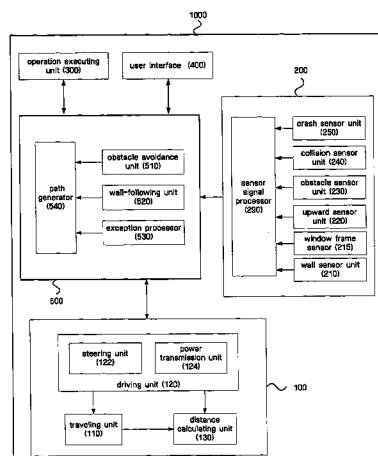 1000
operation executing
unit (300)
user interface (400)
200
obstacle avoidance
unit (510)
path
generator
(540)
wall-following unit
(520)
exception processor
(530)
500
sensor
signal
processor
(290)
crash sensor unit
(250)
collision sensor
unit (240)
obstacle sensor
unit (230)
upward sensor
unit (220)
window frame
sensor (215)
wall sensor unit
(210)
steering unit
(122)
power
transmission unit
(124)
driving unit (120)
100
traveling unit
(110)
distance
calculating unit
(130)